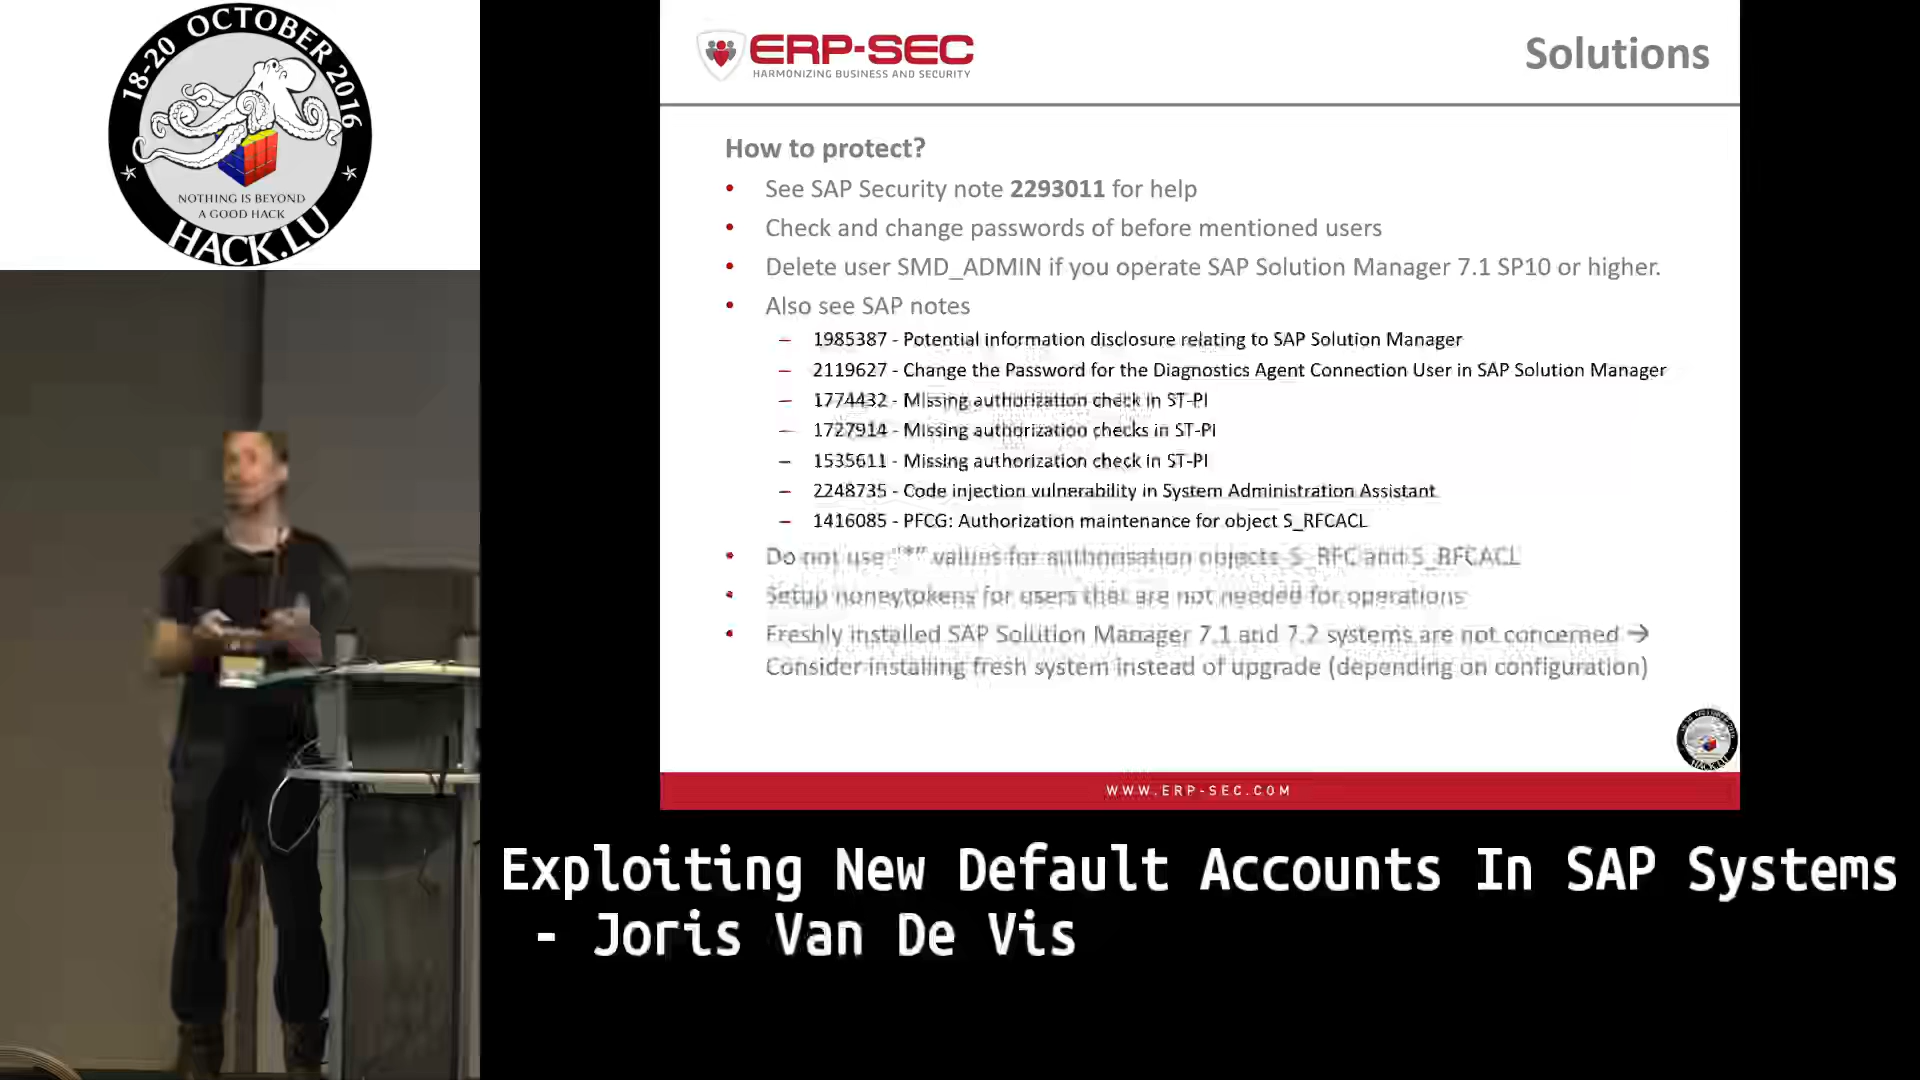 18-20 OCTOBER 2016
NOTHING IS BEYOND
A GOOD HACK
HACK.LU
ERP-SEC
HARMONIZING BUSINESS AND SECURITY
Solutions
How to protect?
• See SAP Security note 2293011 for help
• Check and change passwords of before mentioned users
• Delete user SMD_ADMIN if you operate SAP Solution Manager 7.1 SP10 or higher.
• Also see SAP notes
– 1985387 - Potential information disclosure relating to SAP Solution Manager
– 2119627 - Change the Password for the Diagnostics Agent Connection User in SAP Solution Manager
– 1774432 - Missing authorization check in ST-PI
– 1727914 - Missing authorization checks in ST-PI
– 1535611 - Missing authorization check in ST-PI
– 2248735 - Code injection vulnerability in System Administration Assistant
– 1416085 - PFCG: Authorization maintenance for object S_RFCACL
• Do not use "*" values for authorisation objects S_RFC and S_RFCACL
• Setup honeytokens for users that are not needed for operations
• Freshly installed SAP Solution Manager 7.1 and 7.2 systems are not concerned →
Consider installing fresh system instead of upgrade (depending on configuration)
HACK.LU
WWW.ERP-SEC.COM
Exploiting New Default Accounts In SAP Systems
- Joris Van De Vis